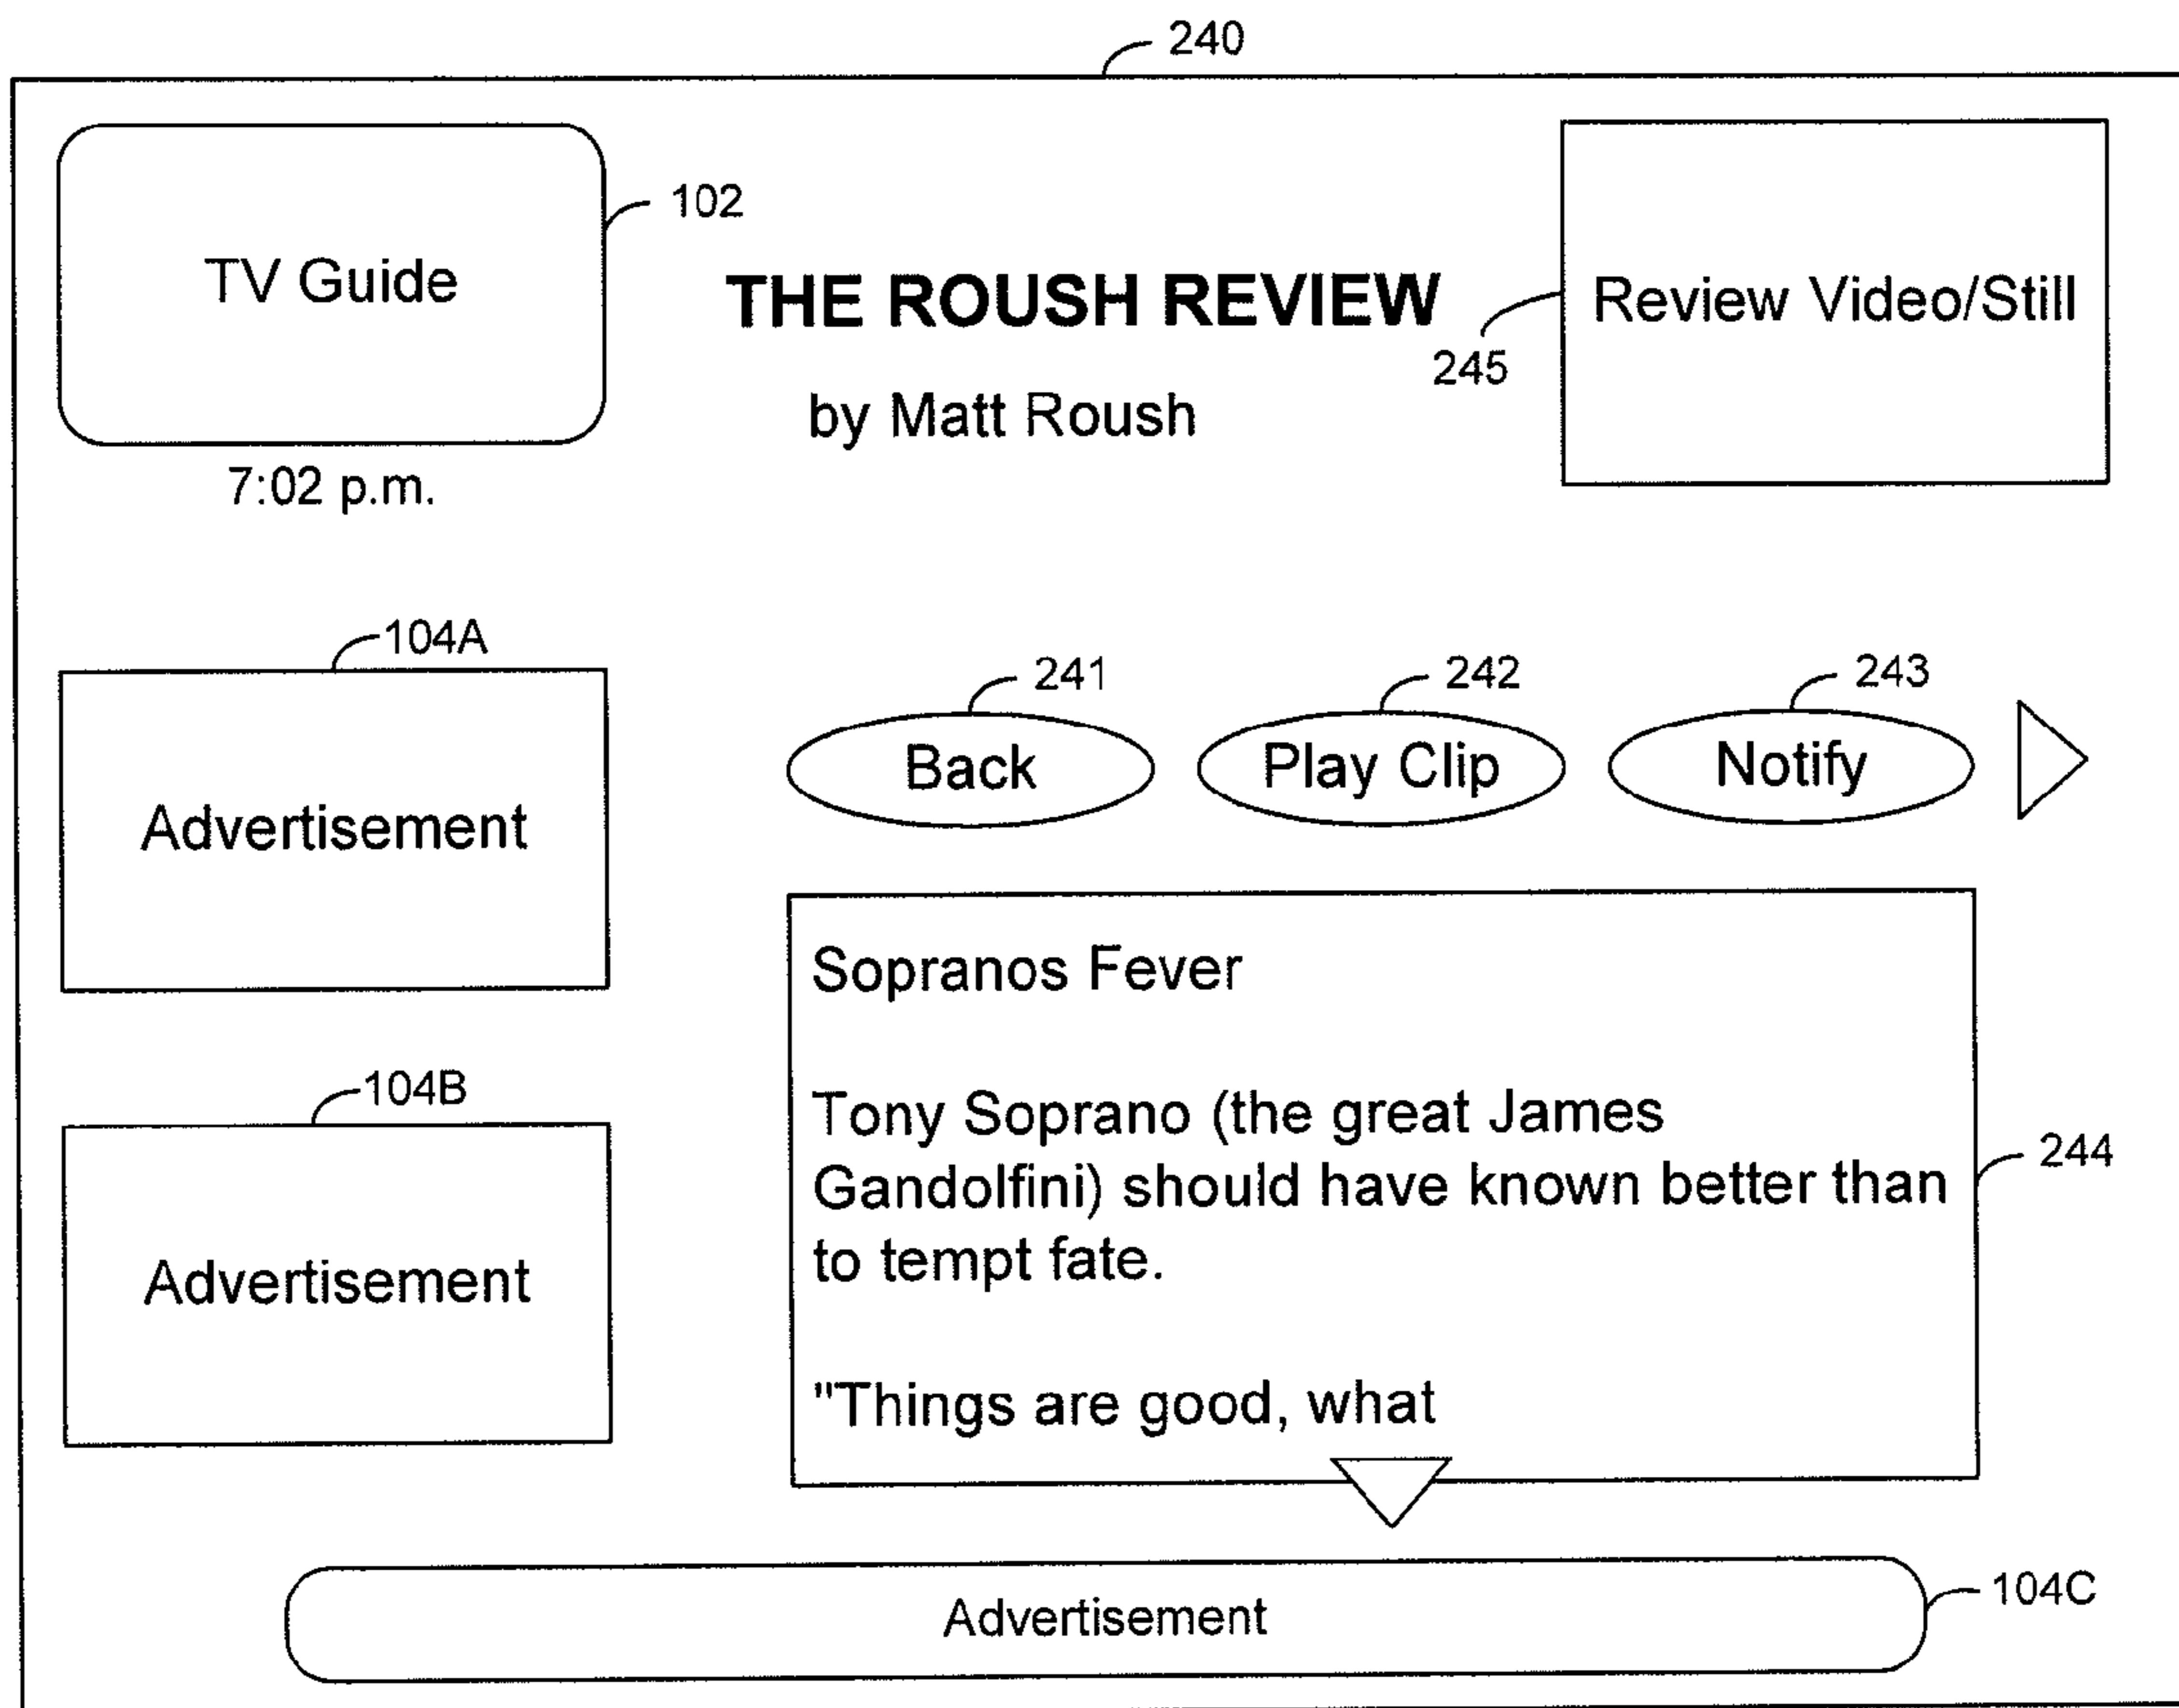 240
TV Guide
102
THE ROUSH REVIEW
by Matt Roush
245
Review Video/Still
7:02 p.m.
104A
Advertisement
104B
Advertisement
241
Back
242
Play Clip
243
Notify
Sopranos Fever
Tony Soprano (the great James
Gandolfini) should have known better than
to tempt fate.
"Things are good, what
244
Advertisement
104C